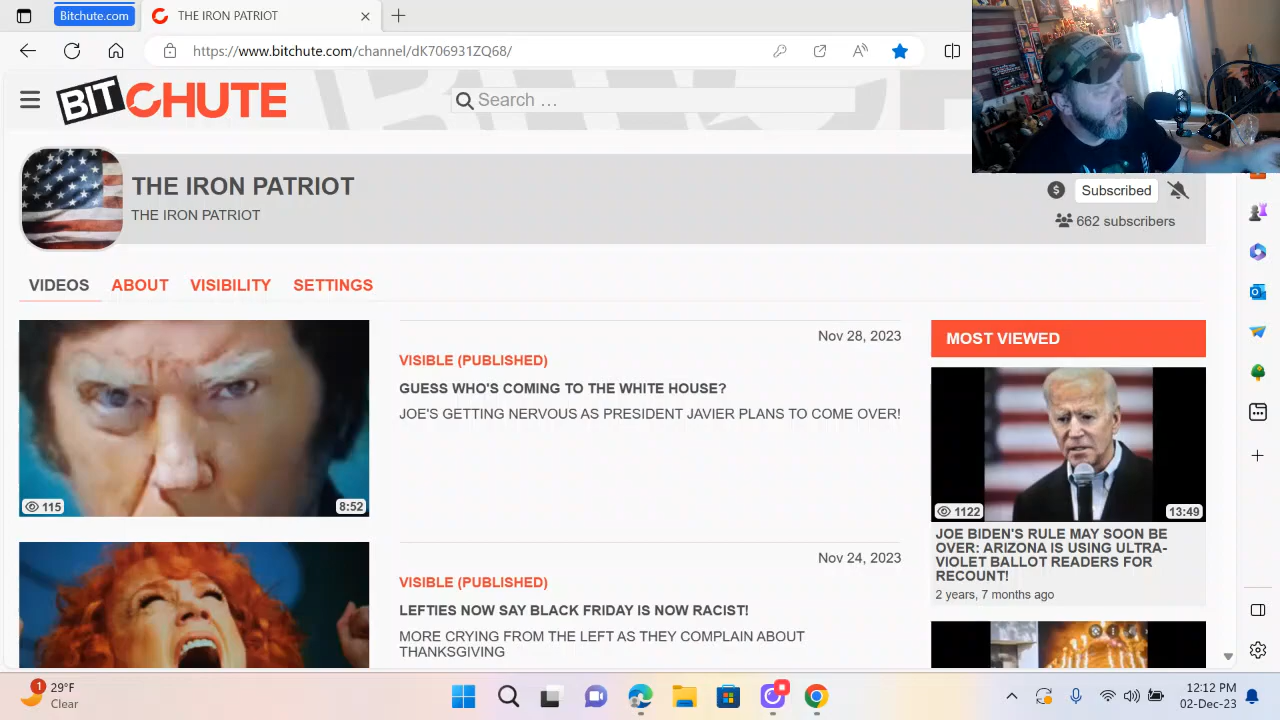 Bitchute.com
THE IRON PATRIOT
https://www.bitchute.com/channel/dK706931ZQ68/
BITCHUTE
Search ...
THE IRON PATRIOT
THE IRON PATRIOT
Subscribed
662 subscribers
VIDEOS ABOUT VISIBILITY SETTINGS
115
8:52
Nov 28, 2023
VISIBLE (PUBLISHED)
GUESS WHO'S COMING TO THE WHITE HOUSE?
JOE'S GETTING NERVOUS AS PRESIDENT JAVIER PLANS TO COME OVER!
Nov 24, 2023
VISIBLE (PUBLISHED)
LEFTIES NOW SAY BLACK FRIDAY IS NOW RACIST!
MORE CRYING FROM THE LEFT AS THEY COMPLAIN ABOUT
THANKSGIVING
MOST VIEWED
1122
13:49
JOE BIDEN'S RULE MAY SOON BE
OVER: ARIZONA IS USING ULTRA-
VIOLET BALLOT READERS FOR
RECOUNT!
2 years, 7 months ago
1
29°F
Clear
12:12 PM
02-Dec-23